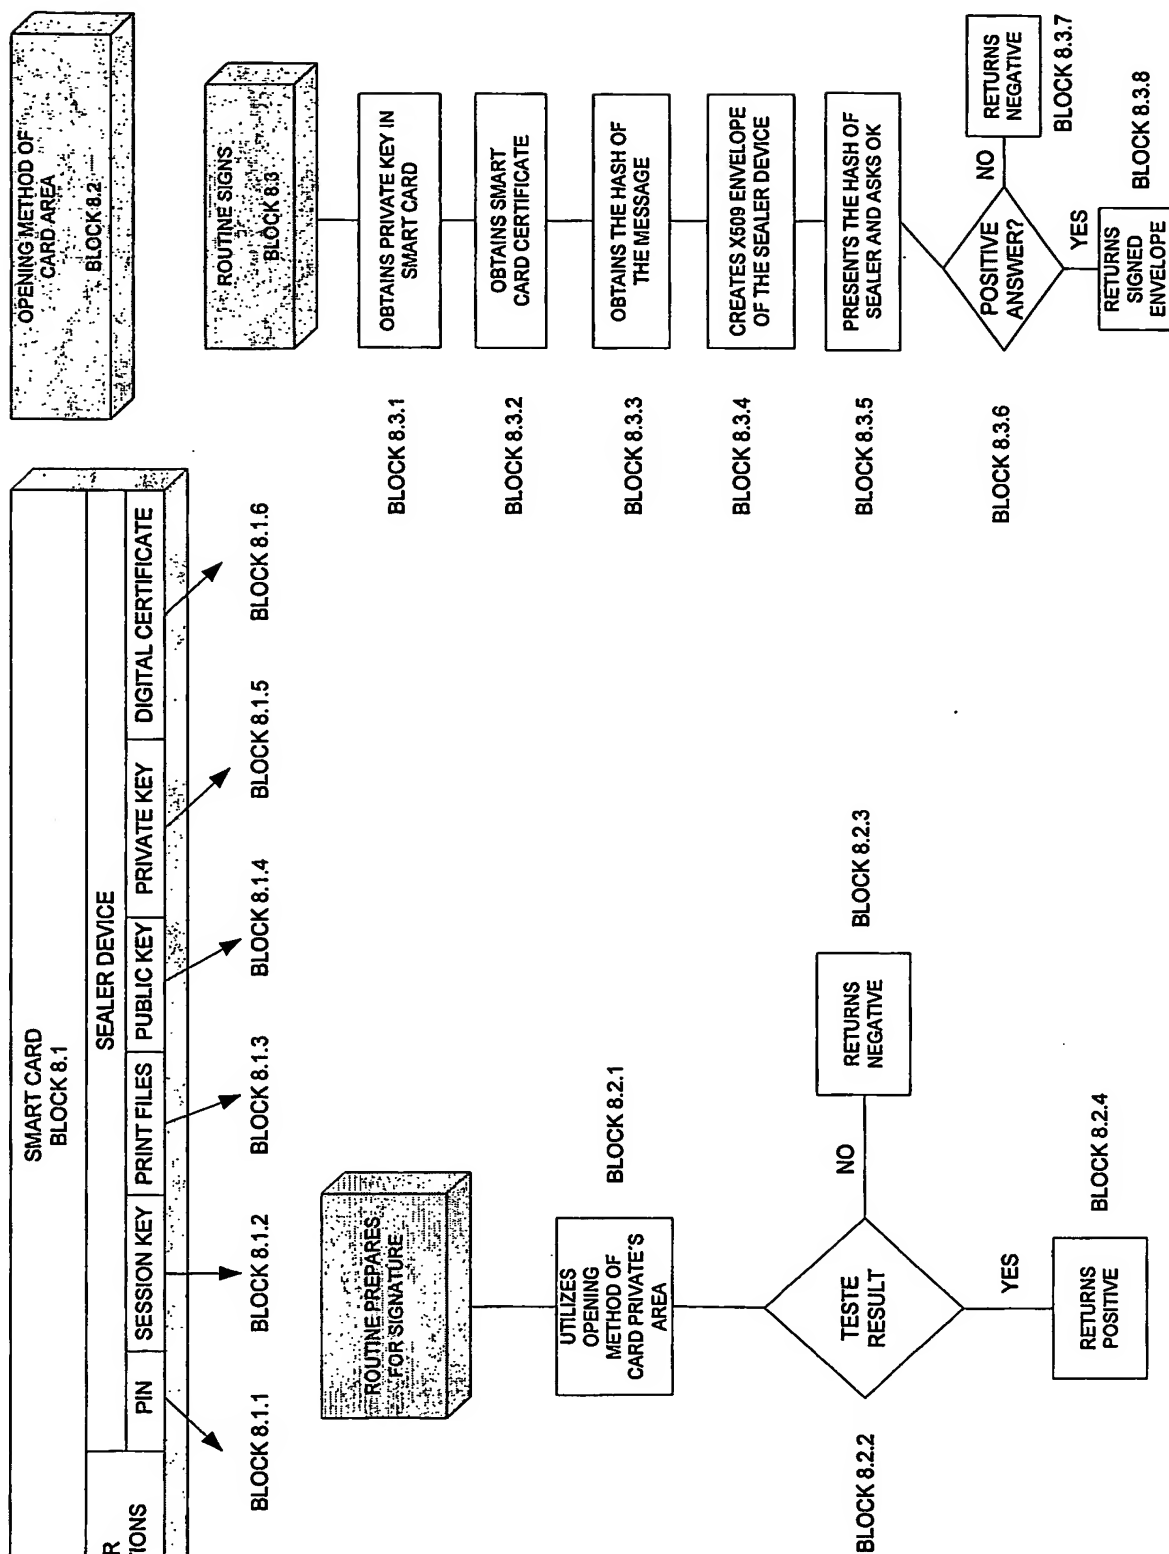 SMART CARD
BLOCK 8.1
SEALER DEVICE
R
TIONS
PIN
SESSION KEY
PRINT FILES
PUBLIC KEY
PRIVATE KEY
DIGITAL CERTIFICATE
BLOCK 8.1.1
BLOCK 8.1.2
BLOCK 8.1.3
BLOCK 8.1.4
BLOCK 8.1.5
BLOCK 8.1.6
OPENING METHOD OF
CARD AREA
BLOCK 8.2
ROUTINE PREPARES
FOR SIGNATURE
UTILIZES
OPENING
METHOD OF
CARD PRIVATE'S
AREA
BLOCK 8.2.1
TESTE
RESULT
BLOCK 8.2.2
NO
RETURNS
NEGATIVE
BLOCK 8.2.3
YES
RETURNS
POSITIVE
BLOCK 8.2.4
ROUTINE SIGNS
BLOCK 8.3
OBTAINS PRIVATE KEY IN
SMART CARD
BLOCK 8.3.1
OBTAINS SMART
CARD CERTIFICATE
BLOCK 8.3.2
OBTAINS THE HASH OF
THE MESSAGE
BLOCK 8.3.3
CREATES X509 ENVELOPE
OF THE SEALER DEVICE
BLOCK 8.3.4
PRESENTS THE HASH OF
SEALER AND ASKS OK
BLOCK 8.3.5
POSITIVE
ANSWER?
BLOCK 8.3.6
NO
RETURNS
NEGATIVE
BLOCK 8.3.7
YES
RETURNS
SIGNED
ENVELOPE
BLOCK 8.3.8